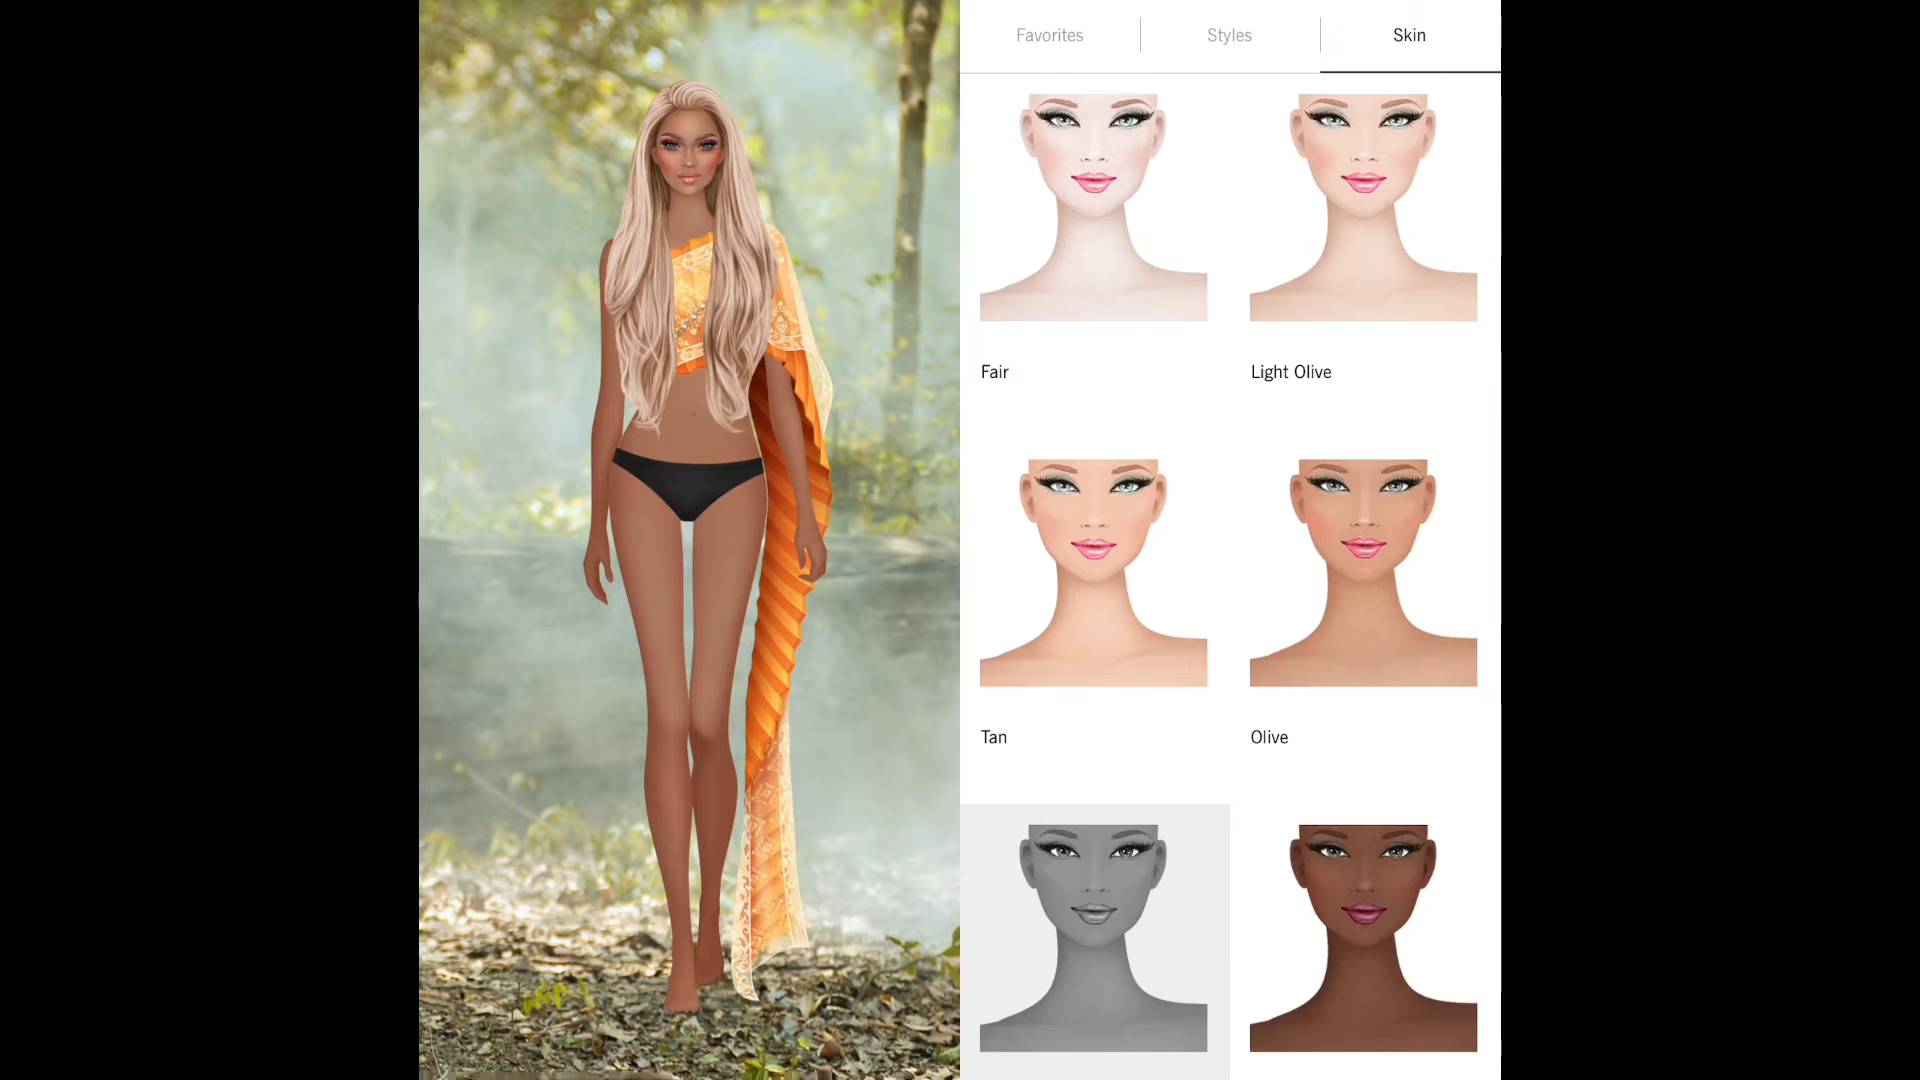 Favorites
Styles
Skin
Fair
Light Olive
Tan
Olive